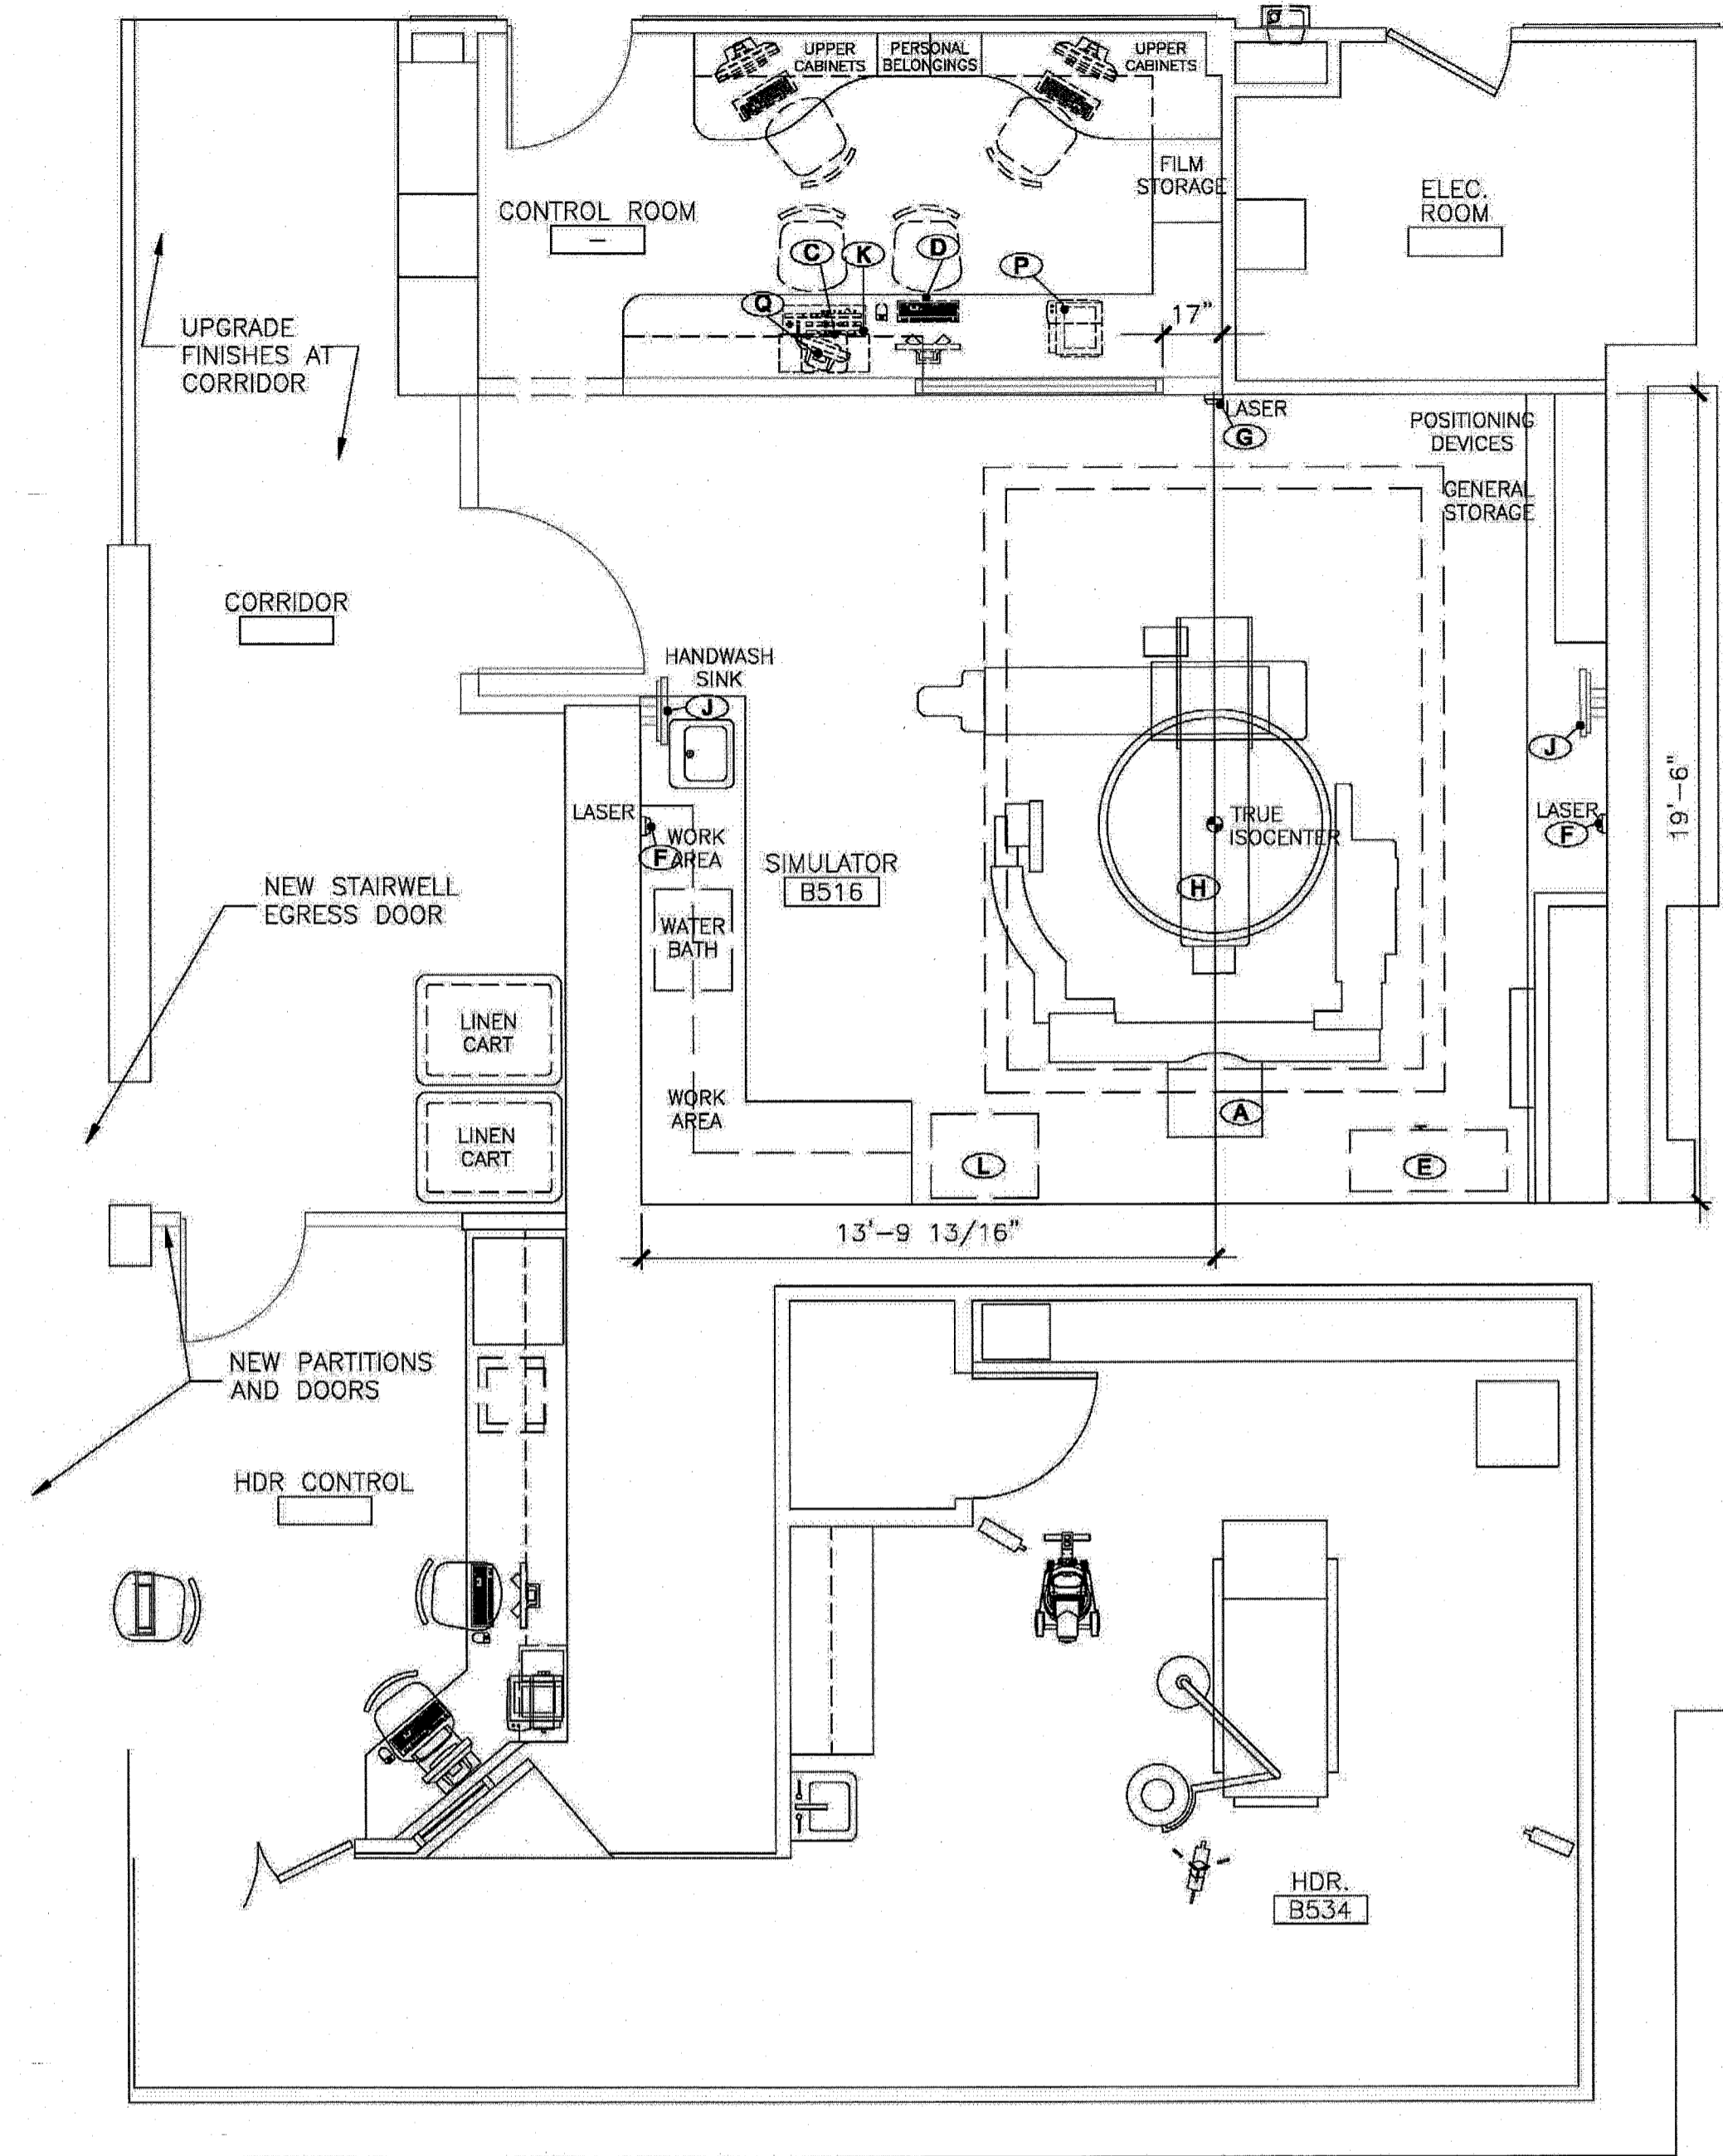 UPPER
CABINETS
PERSONAL
BELONGINGS
UPPER
CABINETS
FILM
STORAGE
CONTROL ROOM
-
ELEC.
ROOM
C
K
D
P
Q
17"
UPGRADE
FINISHES AT
CORRIDOR
LASER
G
POSITIONING
DEVICES
GENERAL
STORAGE
CORRIDOR
HANDWASH
SINK
J
J
19'-6"
LASER
F
WORK
AREA
TRUE
ISOCENTER
LASER
F
SIMULATOR
B516
H
NEW STAIRWELL
EGRESS DOOR
WATER
BATH
LINEN
CART
WORK
AREA
A
LINEN
CART
L
E
13'-9 13/16"
NEW PARTITIONS
AND DOORS
HDR CONTROL
HDR.
B534